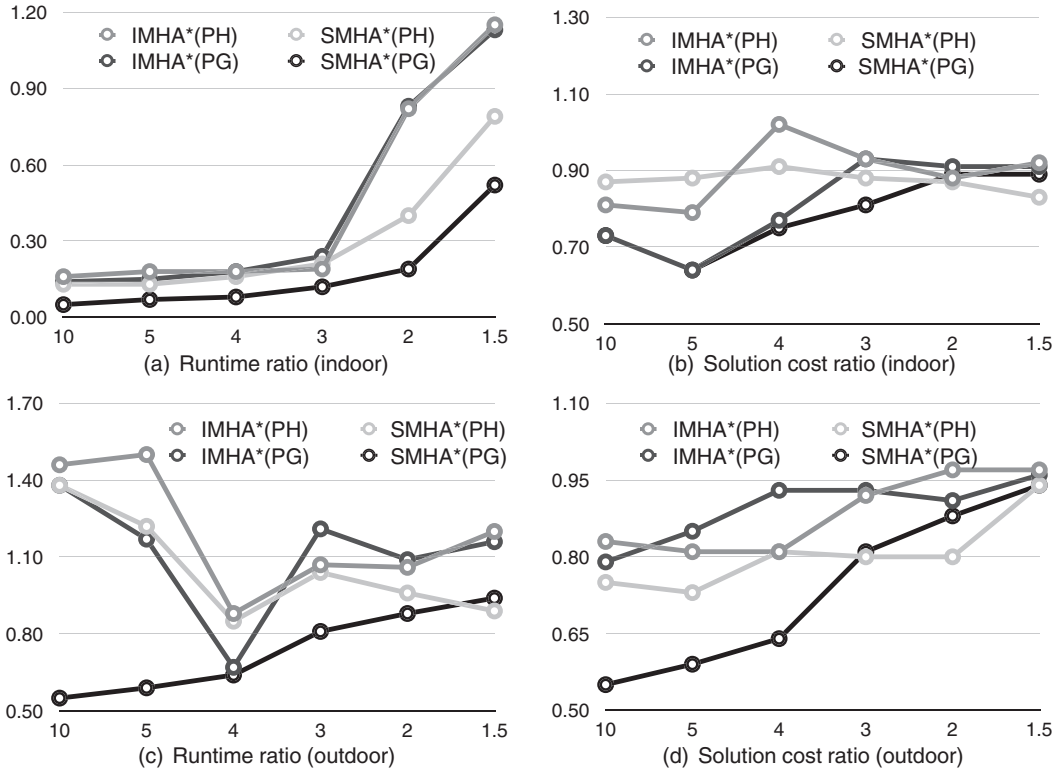 1.20
IMHA*(PH) SMHA*(PH)
IMHA*(PG) SMHA*(PG)
0.90
0.60
0.30
0.00
10 5 4 3 2 1.5
(a) Runtime ratio (indoor)
1.30
IMHA*(PH) SMHA*(PH)
IMHA*(PG) SMHA*(PG)
1.10
0.90
0.70
0.50
10 5 4 3 2 1.5
(b) Solution cost ratio (indoor)
1.70
IMHA*(PH) SMHA*(PH)
IMHA*(PG) SMHA*(PG)
1.40
1.10
0.80
0.50
10 5 4 3 2 1.5
(c) Runtime ratio (outdoor)
1.10
IMHA*(PH) SMHA*(PH)
IMHA*(PG) SMHA*(PG)
0.95
0.80
0.65
0.50
10 5 4 3 2 1.5
(d) Solution cost ratio (outdoor)